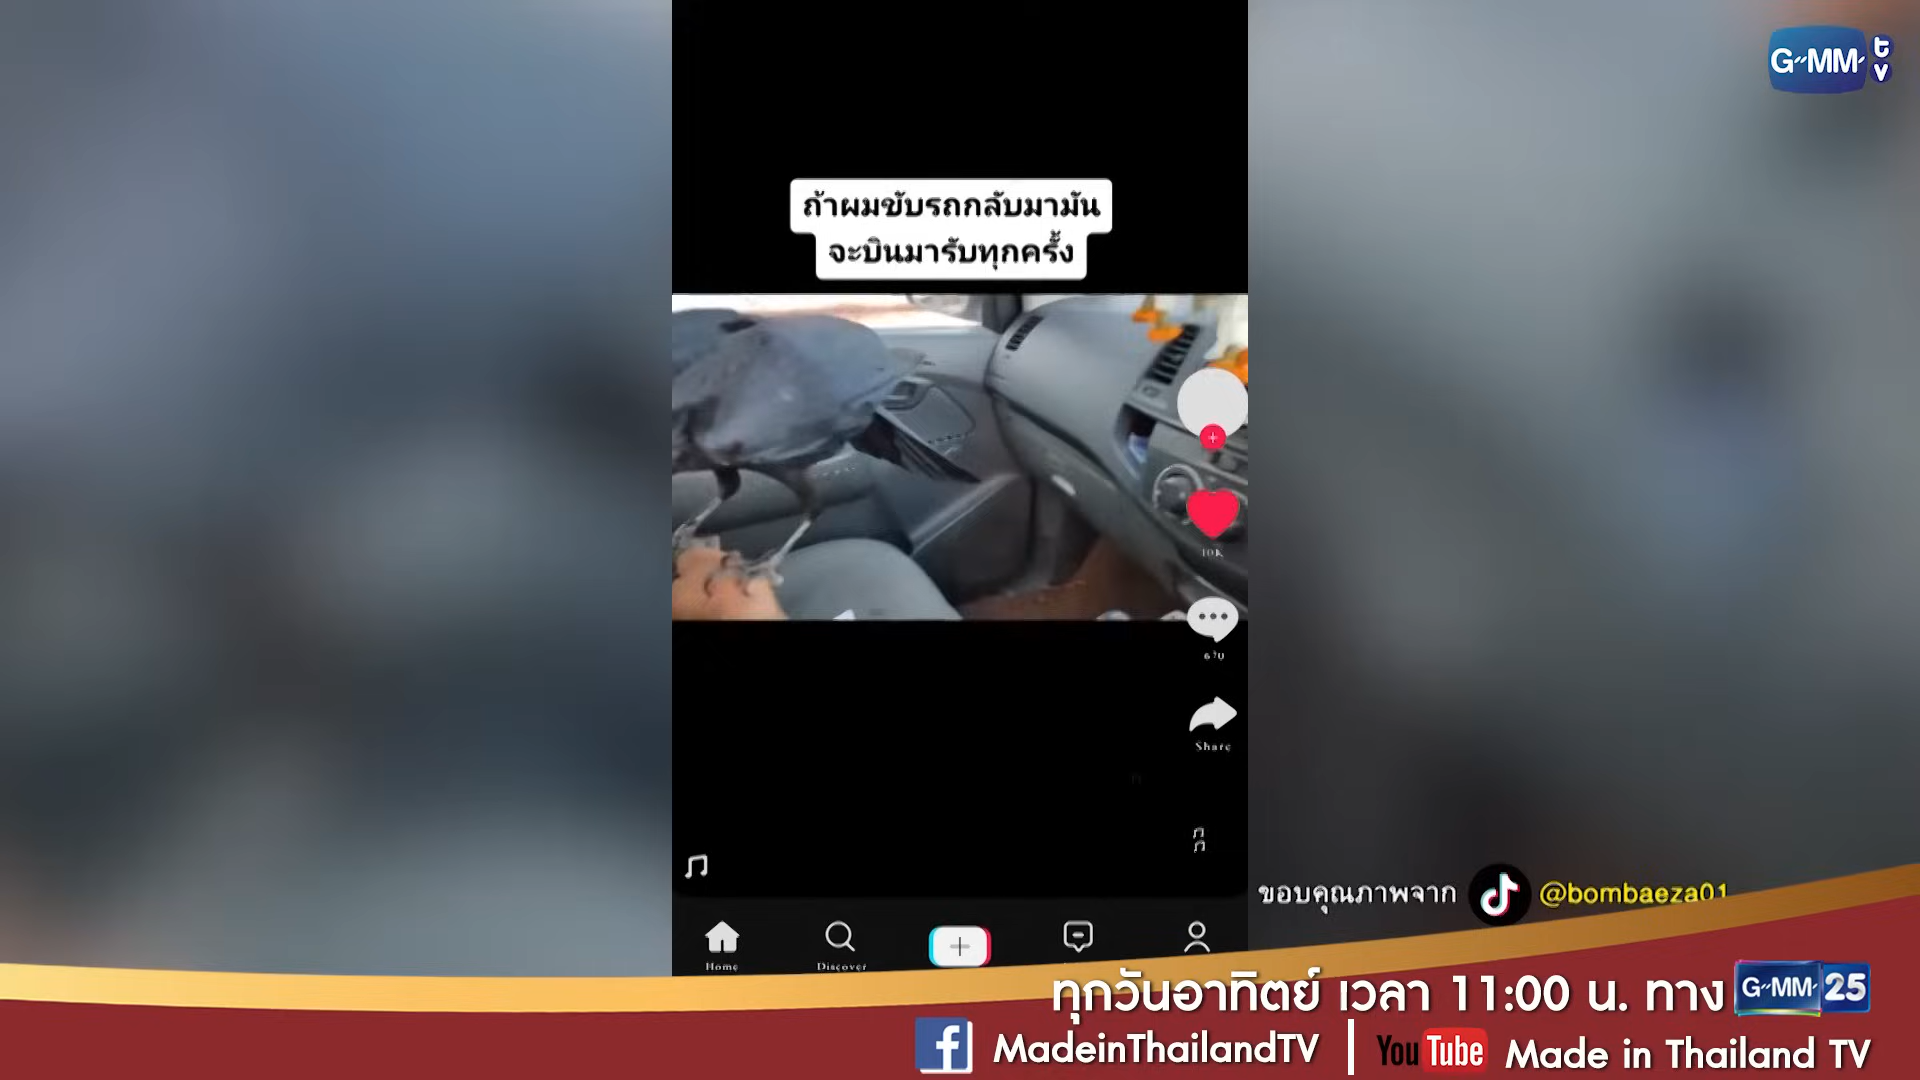 G-MM-
tv
ถ้าผมขับรถกลับมามัน
จะบินมารับทุกครั้ง
10K
Share
Home
Discover
ขอบคุณภาพจาก @bombaeza01
ทุกวันอาทิตย์ เวลา 11:00 น. ทาง G-MM- 25
MadeinThailandTV | YouTube Made in Thailand TV